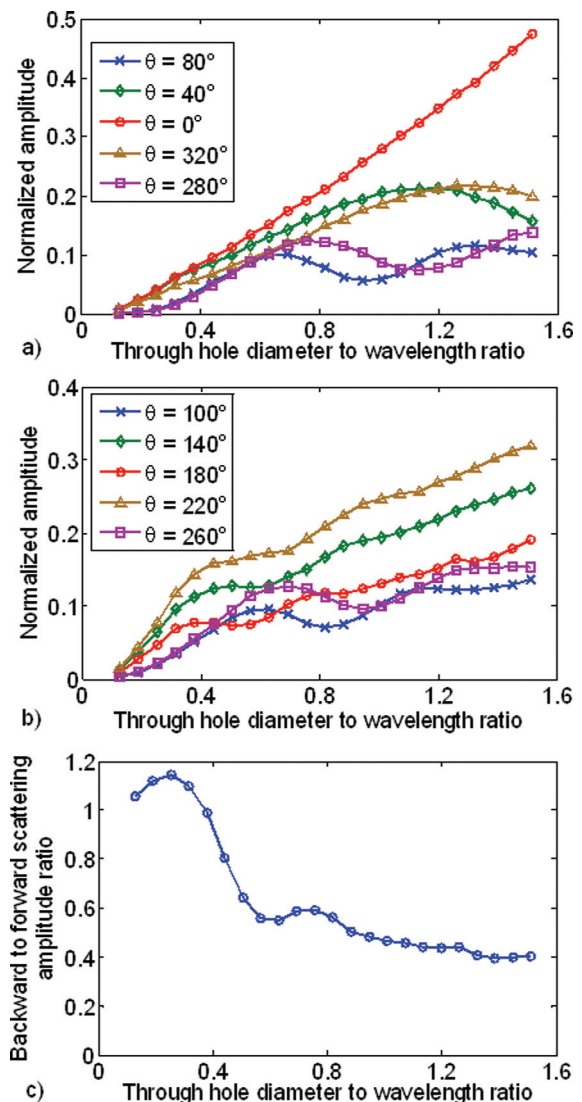 0.5
0.4
0.3
0.2
0.1
0
Normalized amplitude
θ = 80°
θ = 40°
θ = 0°
θ = 320°
θ = 280°
0 0.4 0.8 1.2 1.6
a) Through hole diameter to wavelength ratio
0.4
0.3
0.2
0.1
0
Normalized ampltiude
θ = 100°
θ = 140°
θ = 180°
θ = 220°
θ = 260°
0 0.4 0.8 1.2 1.6
b) Through hole diameter to wavelength ratio
1.2
1
0.8
0.6
0.4
0.2
0
Backward to forward scattering
amplitude ratio
0 0.4 0.8 1.2 1.6
c) Through hole diameter to wavelength ratio